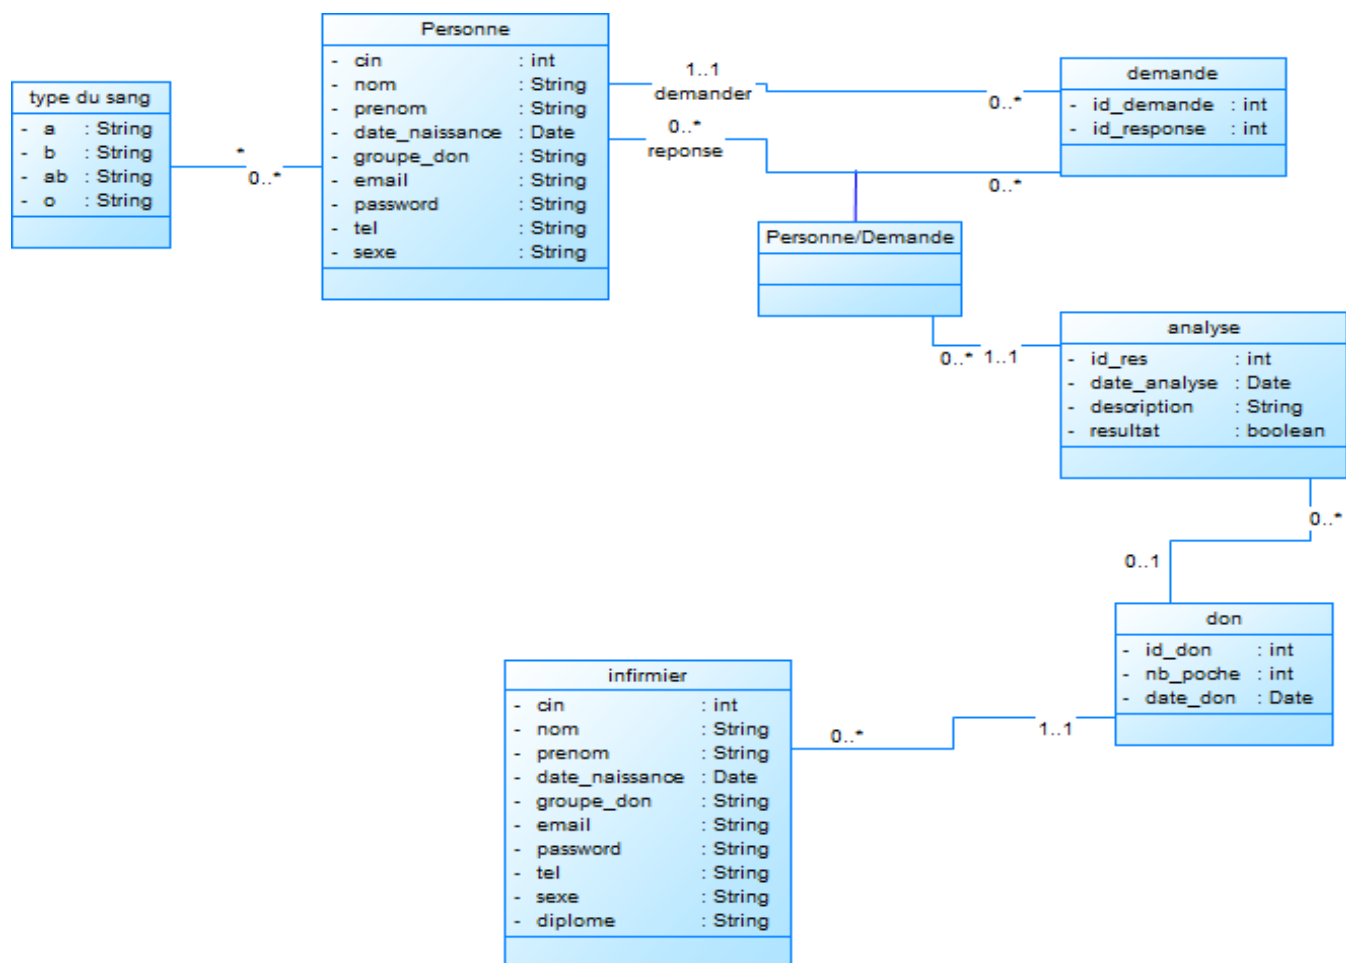 Personne
- cin : int
- nom : String
- prenom : String
- date_naissance : Date
- groupe_don : String
- email : String
- password : String
- tel : String
- sexe : String
type du sang
- a : String
- b : String
- ab : String
- o : String
*
0..*
1..1
demander
0..*
0..*
reponse
0..*
demande
- id_demande : int
- id_response : int
Personne/Demande
0..*
1..1
analyse
- id_res : int
- date_analyse : Date
- description : String
- resultat : boolean
0..*
0..1
don
- id_don : int
- nb_poche : int
- date_don : Date
0..*
1..1
infirmier
- cin : int
- nom : String
- prenom : String
- date_naissance : Date
- groupe_don : String
- email : String
- password : String
- tel : String
- sexe : String
- diplome : String